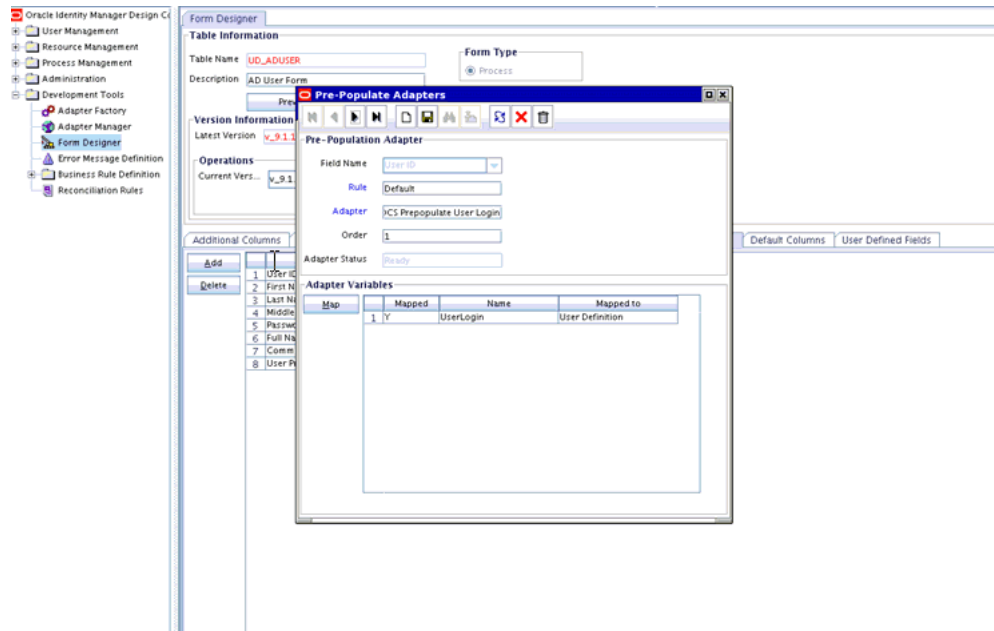 Oracle Identity Manager Design C
User Management
Resource Management
Process Management
Administration
Development Tools
Adapter Factory
Adapter Manager
Form Designer
Error Message Definition
Business Rule Definition
Reconciliation Rules
Form Designer
Table Information
Table Name UD_ADUSER
Description AD User Form
Form Type
Process
Prev
Version Information
Latest Version v_9.1.1
Operations
Current Vers... v_9.1
Additional Columns
Default Columns
User Defined Fields
Add
Delete
1 User ID
2 First N
3 Last Na
4 Middle
5 Passwo
6 Full Na
7 Comm
8 User Pr
Pre-Populate Adapters
Pre-Population Adapter
Field Name User ID
Rule Default
Adapter OCS Prepopulate User Login
Order 1
Adapter Status Ready
Adapter Variables
Map
Mapped Name Mapped to
1 Y UserLogin User Definition